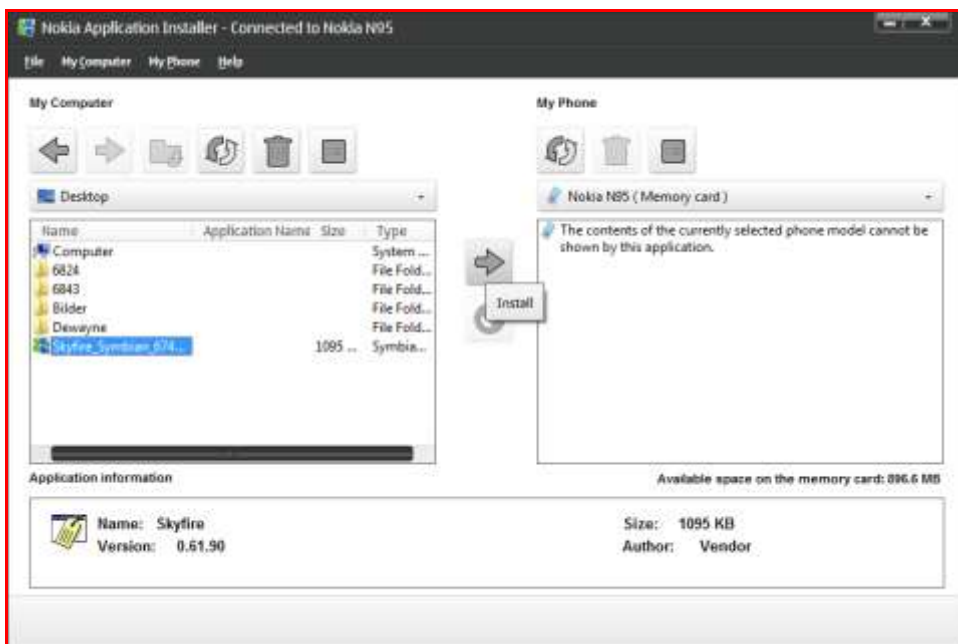 Nokia Application Installer - Connected to Nokia N95
File My Computer My Phone Help
My Computer
My Phone
Desktop
Nokia N95 ( Memory card )
Name Application Name Size Type
Computer System ...
6824 File Fold...
6843 File Fold...
Bilder File Fold...
Dewayne File Fold...
Skyfire_Symbian_674... 1095 ... Symbia...
The contents of the currently selected phone model cannot be
shown by this application.
Install
Application information
Available space on the memory card: 896.6 MB
Name: Skyfire
Version: 0.61.90
Size: 1095 KB
Author: Vendor